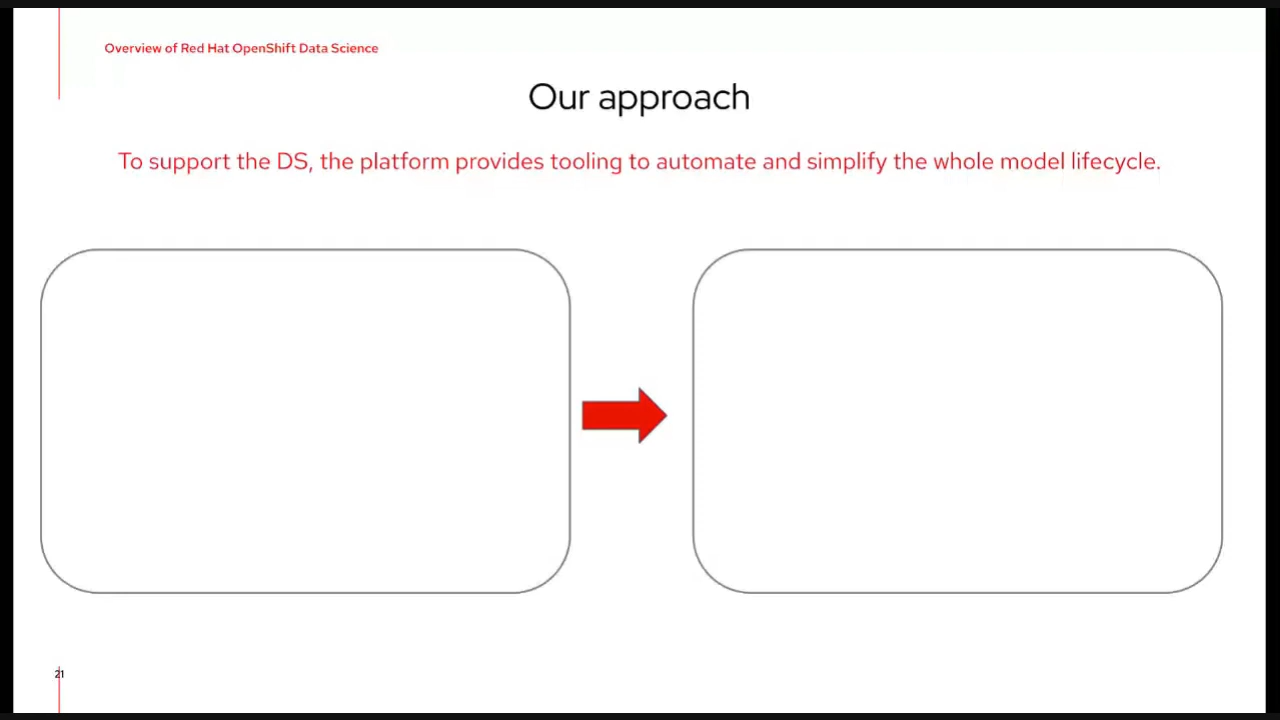 Overview of Red Hat OpenShift Data Science
Our approach
To support the DS, the platform provides tooling to automate and simplify the whole model lifecycle.
21